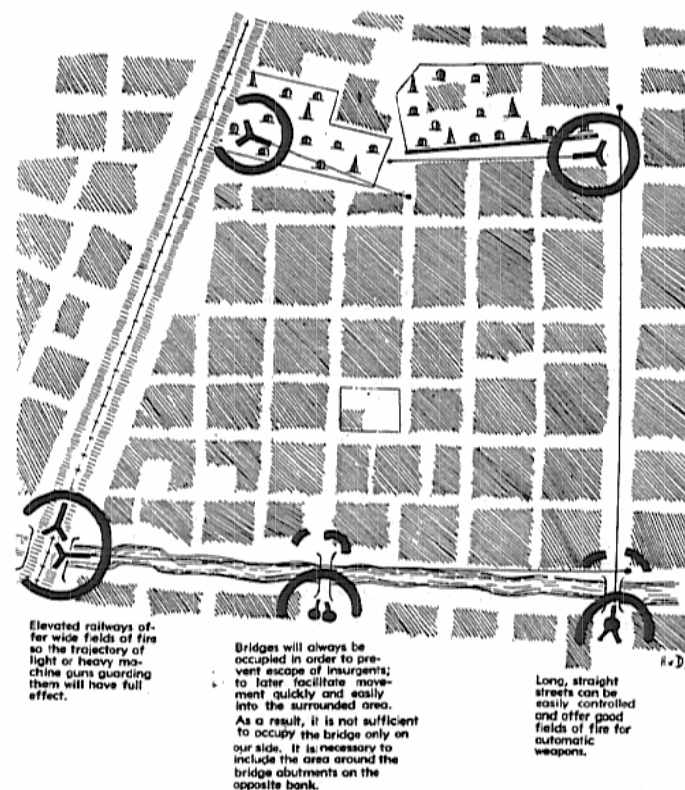 Elevated railways of-
fer wide fields of fire
so the trajectory of
light or heavy ma-
chine guns guarding
them will have full
effect.
Bridges will always be
occupied in order to pre-
vent escape of insurgents;
to later facilitate move-
ment quickly and easily
into the surrounded area.
As a result, it is not sufficient
to occupy the bridge only on
our side. It is necessary to
include the area around the
bridge abutments on the
opposite bank.
H.v.D.
Long, straight
streets can be
easily controlled
and offer good
fields of fire for
automatic
weapons.